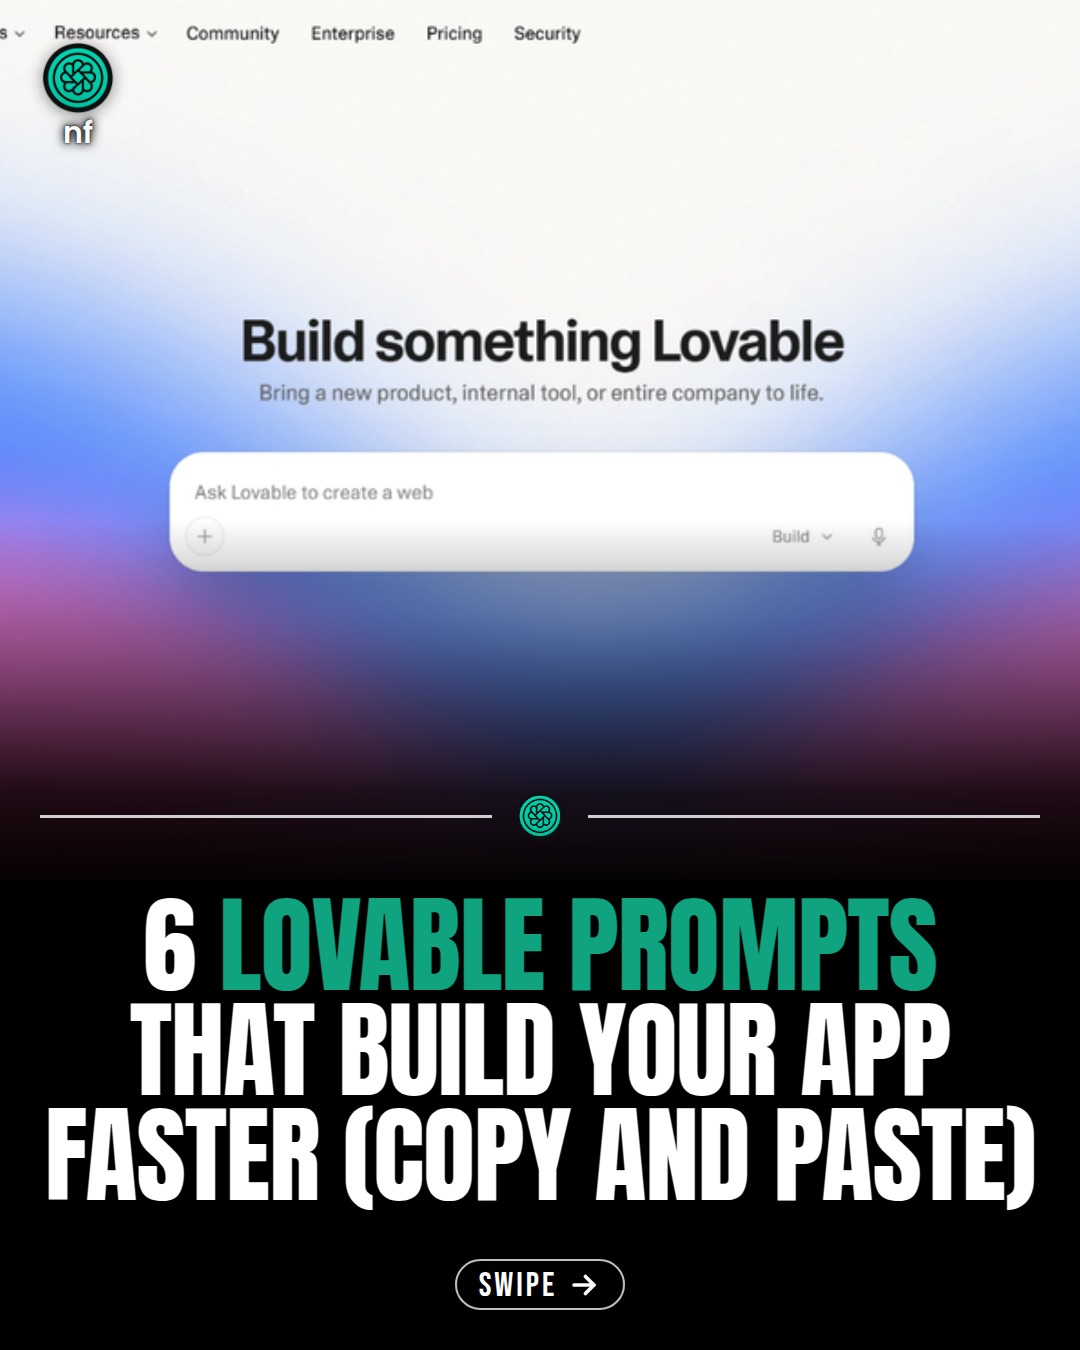 s Resources Community Enterprise Pricing Security
nf
Build something Lovable
Bring a new product, internal tool, or entire company to life.
Ask Lovable to create a web
Build
6 LOVABLE PROMPTS
THAT BUILD YOUR APP
FASTER (COPY AND PASTE)
SWIPE →